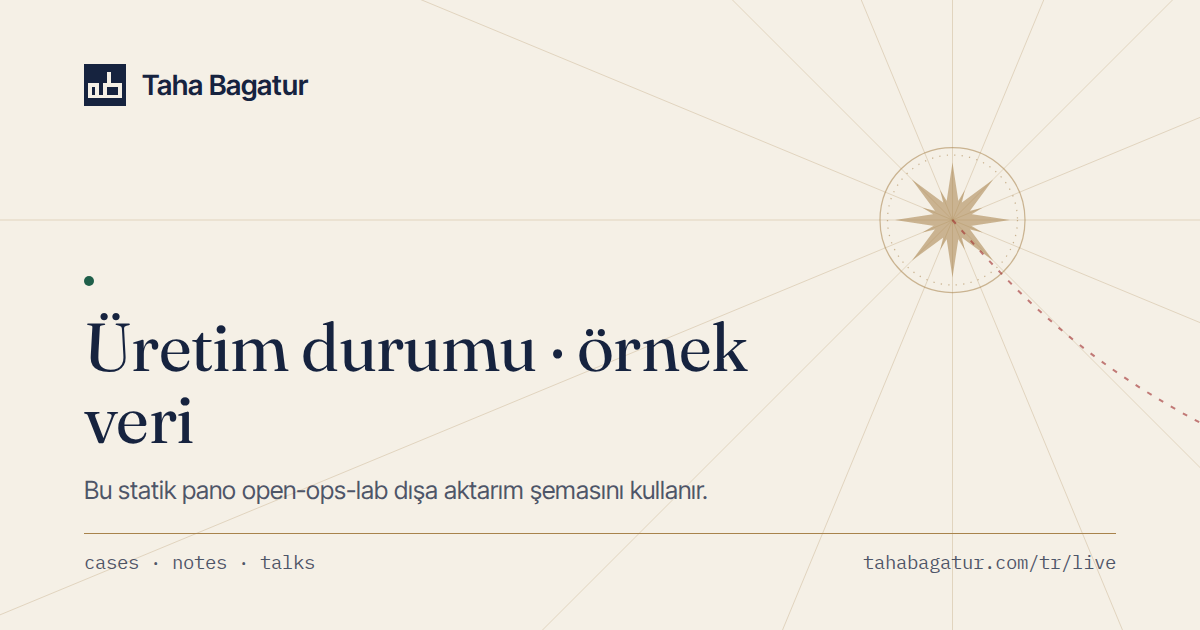 Taha Bagatur
Üretim durumu · örnek
veri
Bu statik pano open-ops-lab dışa aktarım şemasını kullanır.
cases · notes · talks
tahabagatur.com/tr/live